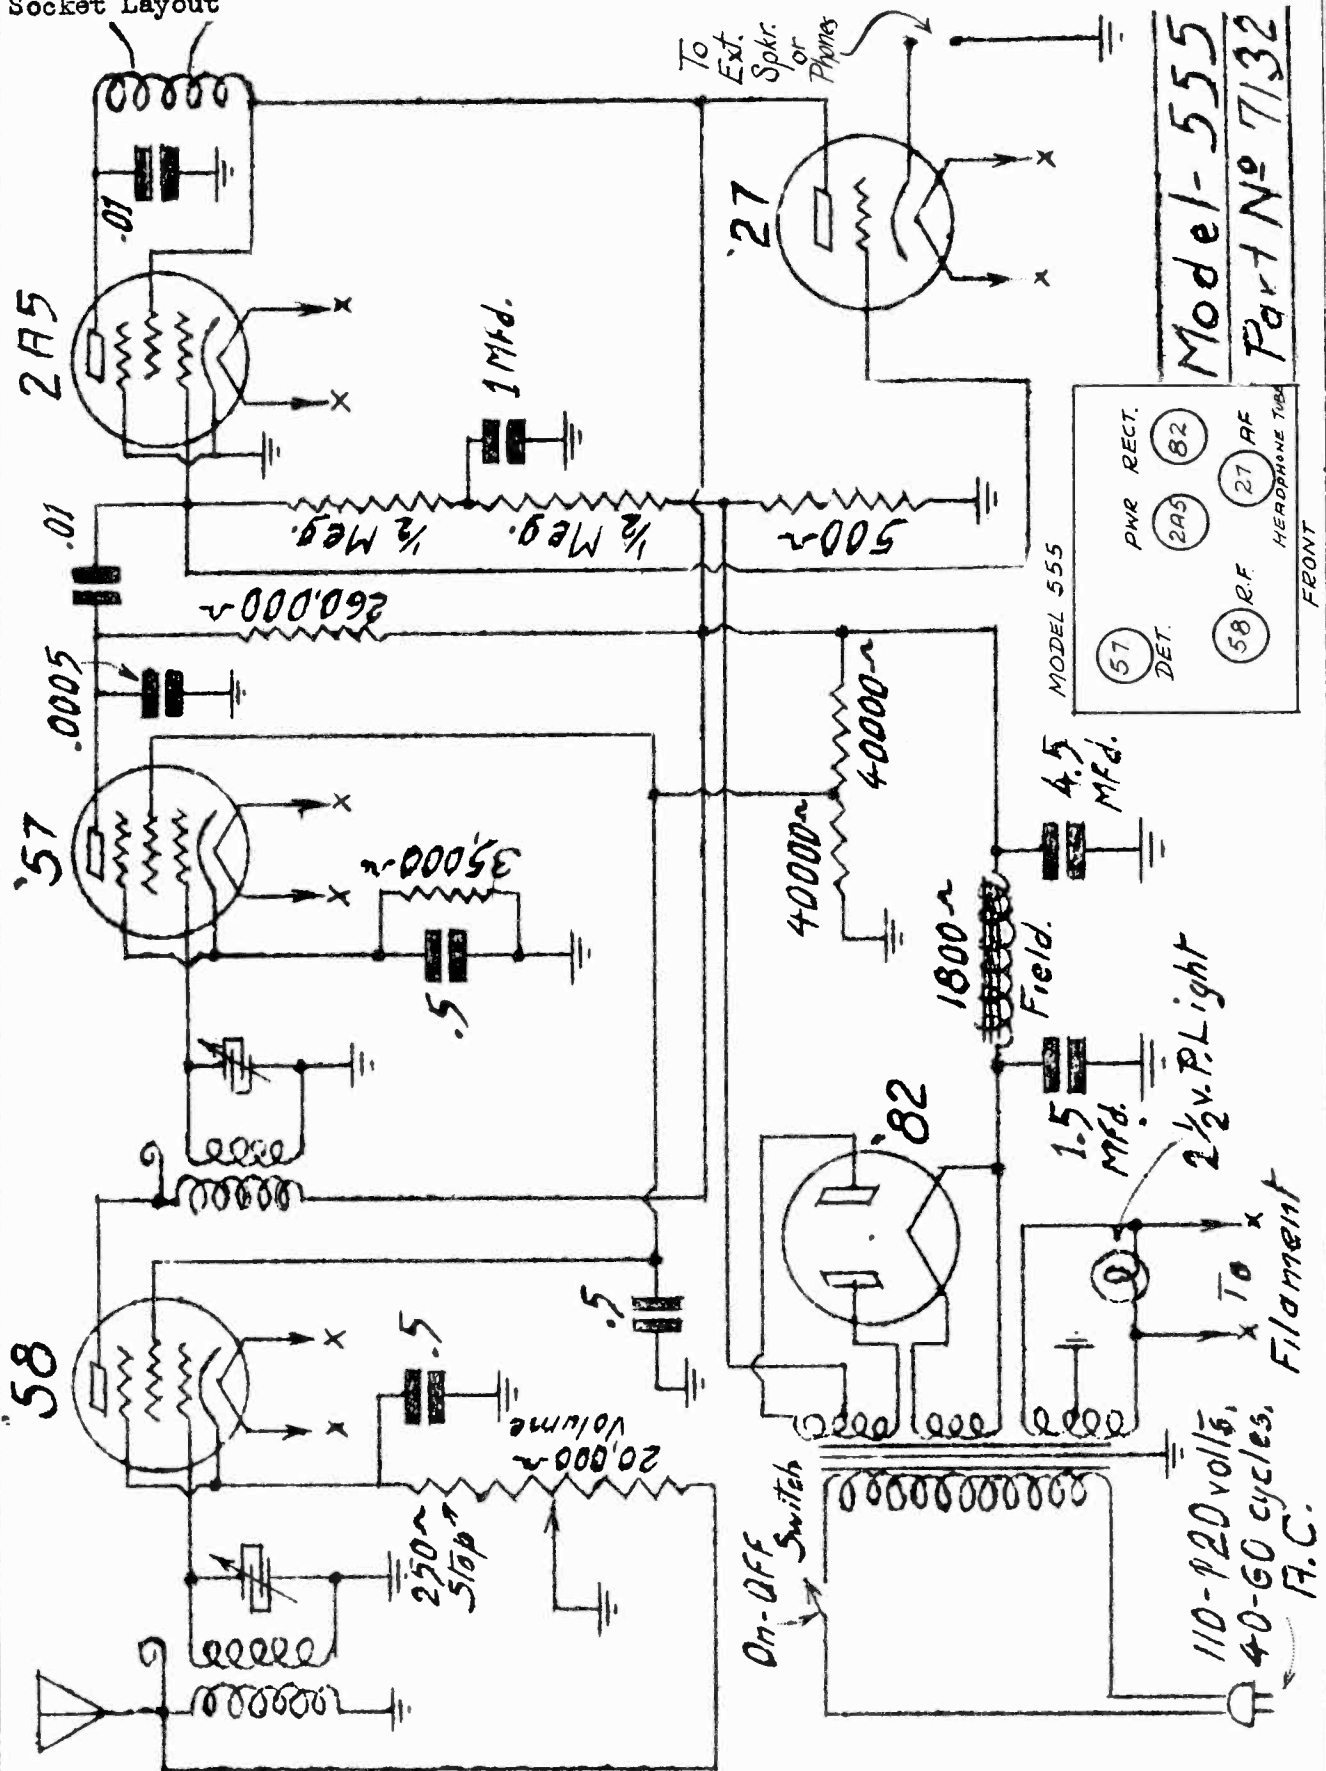 Socket Layout
'58
'57
2A5
'27
'82
.01
.01
.0005
260,000~
½ Meg.
½ Meg.
1 Mfd.
500~
35,000~
.5
.5
.5
250~
Stop
20,000~
Volume
40000~
40000~
1800~
Field.
4.5
MFd.
1.5
MFd.
2½ v. P. Light
To
Filament
x
x
x
x
x
x
x
x
x
x
On-OFF
Switch
110-120 volts,
40-60 cycles,
A.C.
To
Ext.
Spkr.
or
Phones
Model-555
Part Nº 7132
MODEL 555
57
DET.
PWR
2A5
RECT.
82
58
R.F.
27
AF
HEADPHONE TUBE
FRONT